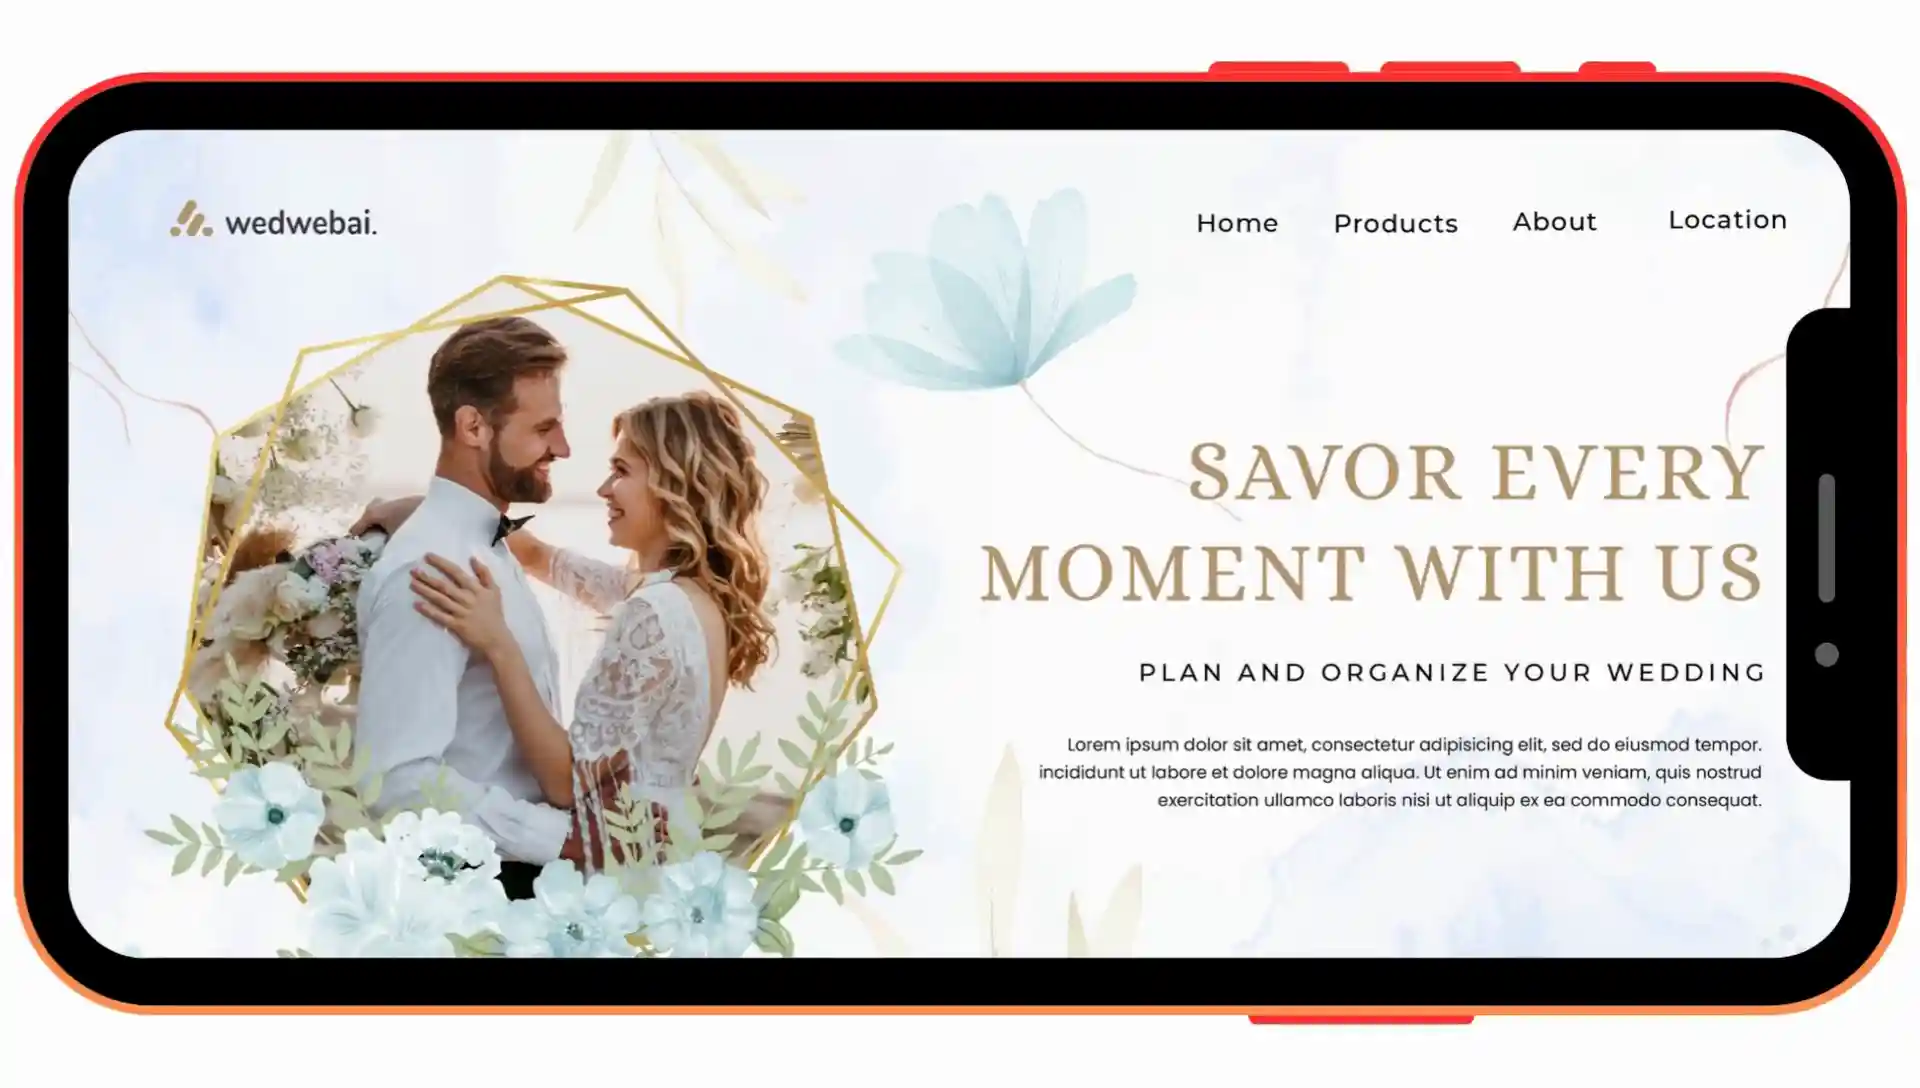 wedwebai.
Home Products About Location
SAVOR EVERY
MOMENT WITH US
PLAN AND ORGANIZE YOUR WEDDING
Lorem ipsum dolor sit amet, consectetur adipisicing elit, sed do eiusmod tempor.
incididunt ut labore et dolore magna aliqua. Ut enim ad minim veniam, quis nostrud
exercitation ullamco laboris nisi ut aliquip ex ea commodo consequat.